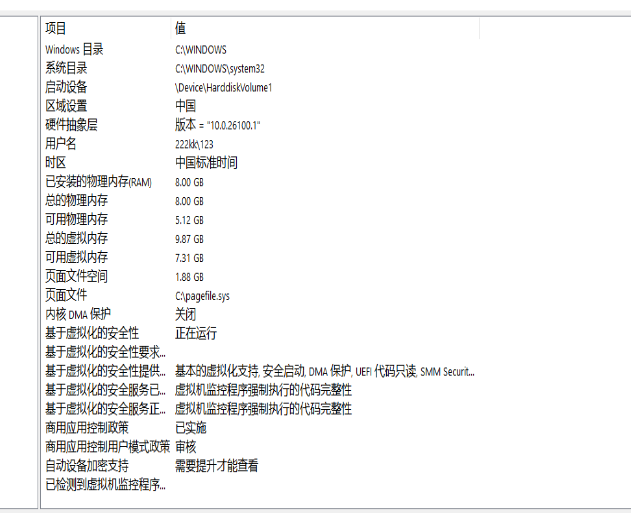 项目 值
Windows 目录 C:\WINDOWS
系统目录 C:\WINDOWS\system32
启动设备 \Device\HarddiskVolume1
区域设置 中国
硬件抽象层 版本 = "10.0.26100.1"
用户名 222kk\123
时区 中国标准时间
已安装的物理内存(RAM) 8.00 GB
总的物理内存 8.00 GB
可用物理内存 5.12 GB
总的虚拟内存 9.87 GB
可用虚拟内存 7.31 GB
页面文件空间 1.88 GB
页面文件 C:\pagefile.sys
内核 DMA 保护 关闭
基于虚拟化的安全性 正在运行
基于虚拟化的安全性要求...
基于虚拟化的安全性提供... 基本的虚拟化支持, 安全启动, DMA 保护, UEFI 代码只读, SMM Securit...
基于虚拟化的安全服务已... 虚拟机监控程序强制执行的代码完整性
基于虚拟化的安全服务正... 虚拟机监控程序强制执行的代码完整性
商用应用控制政策 已实施
商用应用控制用户模式政策 审核
自动设备加密支持 需要提升才能查看
已检测到虚拟机监控程序...